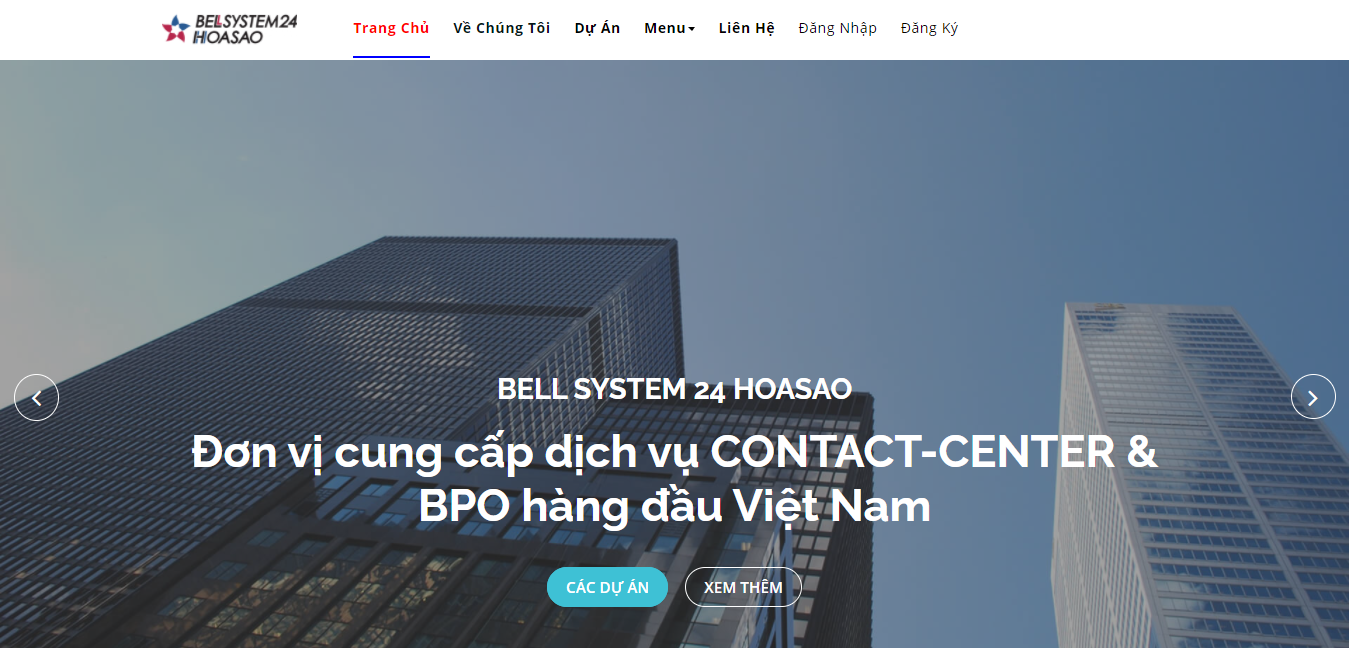 BELLSYSTEM24
HOASAO
Trang Chủ Về Chúng Tôi Dự Án Menu Liên Hệ Đăng Nhập Đăng Ký
BELL SYSTEM 24 HOASAO
Đơn vị cung cấp dịch vụ CONTACT-CENTER &
BPO hàng đầu Việt Nam
CÁC DỰ ÁN XEM THÊM